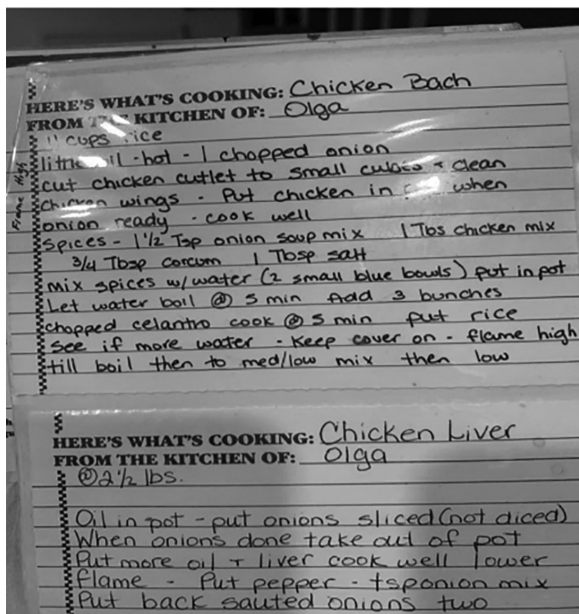 HERE'S WHAT'S COOKING: Chicken Bach
FROM THE KITCHEN OF: Olga
cups rice
oil - hot - 1 chopped onion
cut chicken cutlet to small + clean
chicken wings - Put chicken in when
onion ready - cook well
spices - 1 1/2 Tsp onion soup mix 1 Tbs chicken mix
3/4 Tbsp corcum 1 Tbsp salt
mix spices w/water (2 small blue bowls) put in pot
Let water boil @ 5 min Add 3 bunches
chopped celantro cook @ 5 min put rice
see if more water - Keep cover on - flame high
till boil then to med/low mix then low
Flame High
HERE'S WHAT'S COOKING: Chicken Liver
FROM THE KITCHEN OF: Olga
@ 2 1/2 lbs.
Oil in pot - put onions sliced (not diced)
When onions done take out of pot
Put more oil + liver cook well lower
flame - Put pepper - tsp onion mix
Put back sauted onions two